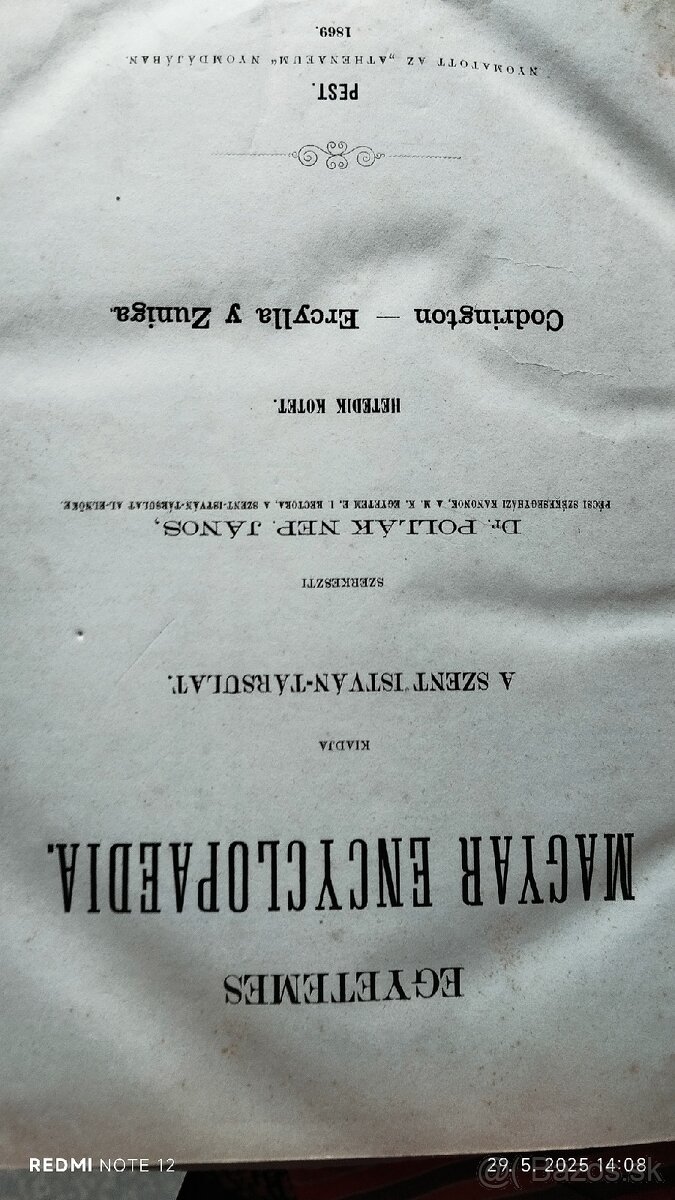 EGYETEMES
MAGYAR ENCYCLOPAEDIA.
KIADJA
A SZENT ISTVÁN-TÁRSULAT.
SZERKESZTI
Dr. POLLÁK NEP. JÁNOS,
PÉCSI SZÉKESEGYHÁZI KANONOK, A M. K. EGYETEM E. I RECTORA, A SZENT-ISTVÁN-TÁRSULAT AL-ELNÖKE.
HETEDIK KÖTET.
Codrington — Ercylla y Zuniga.
PEST.
NYOMATOTT AZ „ATHENAEUM“ NYOMDÁJÁBAN.
1869.
REDMI NOTE 12
29. 5. 2025 14:08
@( Bazos.sk